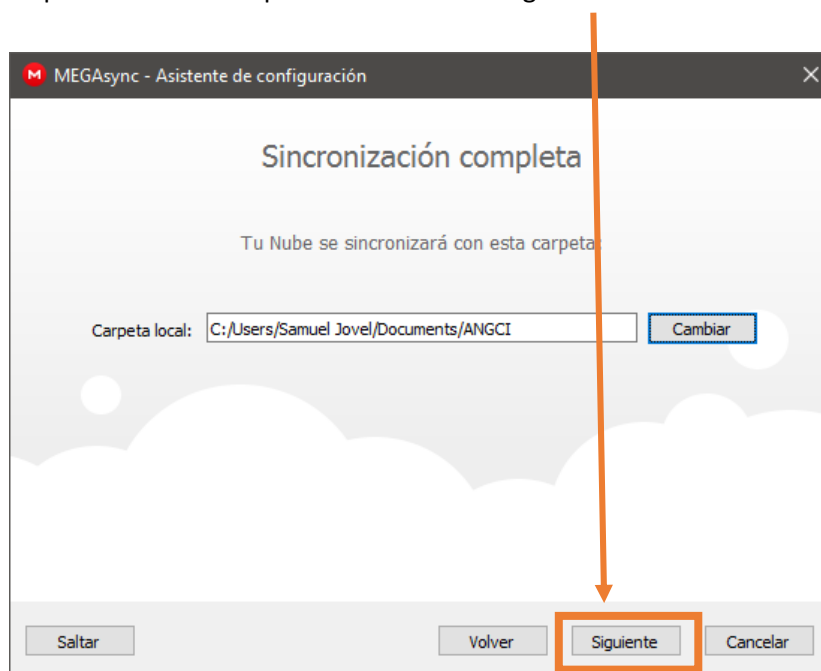 MEGAsync - Asistente de configuración
Sincronización completa
Tu Nube se sincronizará con esta carpeta:
Carpeta local: C:/Users/Samuel Jovel/Documents/ANGCI Cambiar
Saltar Volver Siguiente Cancelar